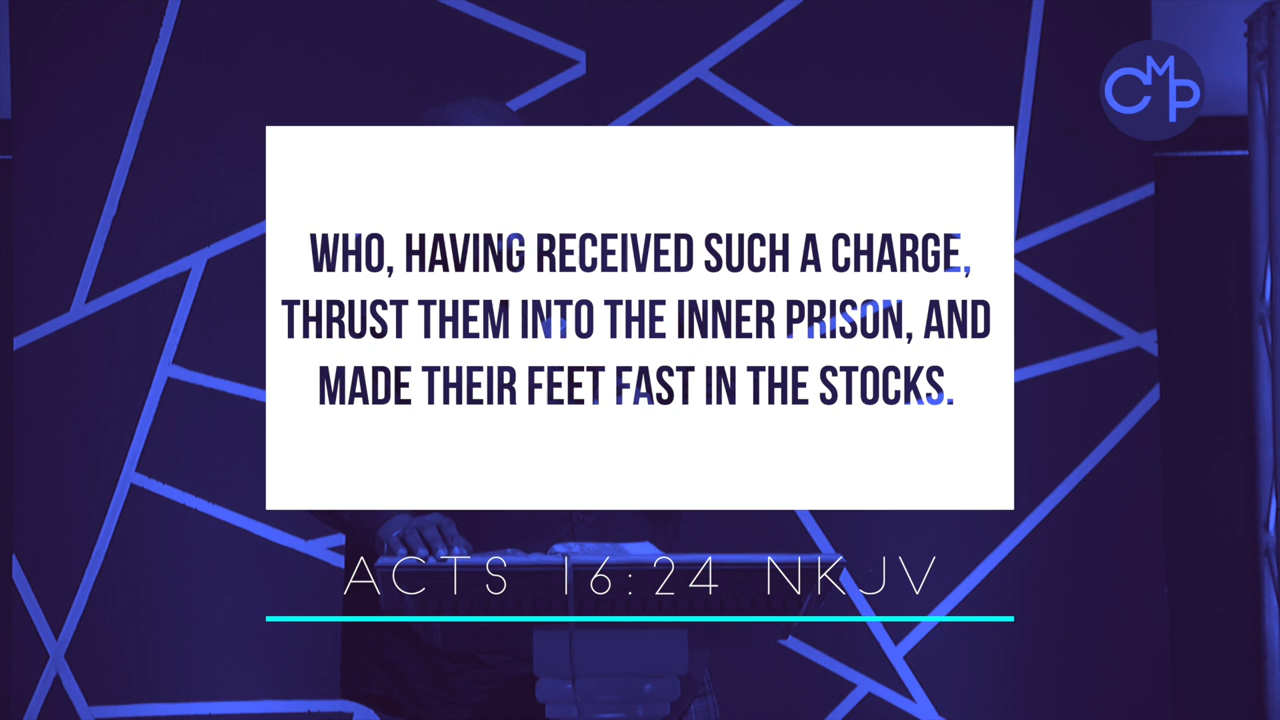 CMP
WHO, HAVING RECEIVED SUCH A CHARGE,
THRUST THEM INTO THE INNER PRISON, AND
MADE THEIR FEET FAST IN THE STOCKS.
ACTS 16:24 NKJV